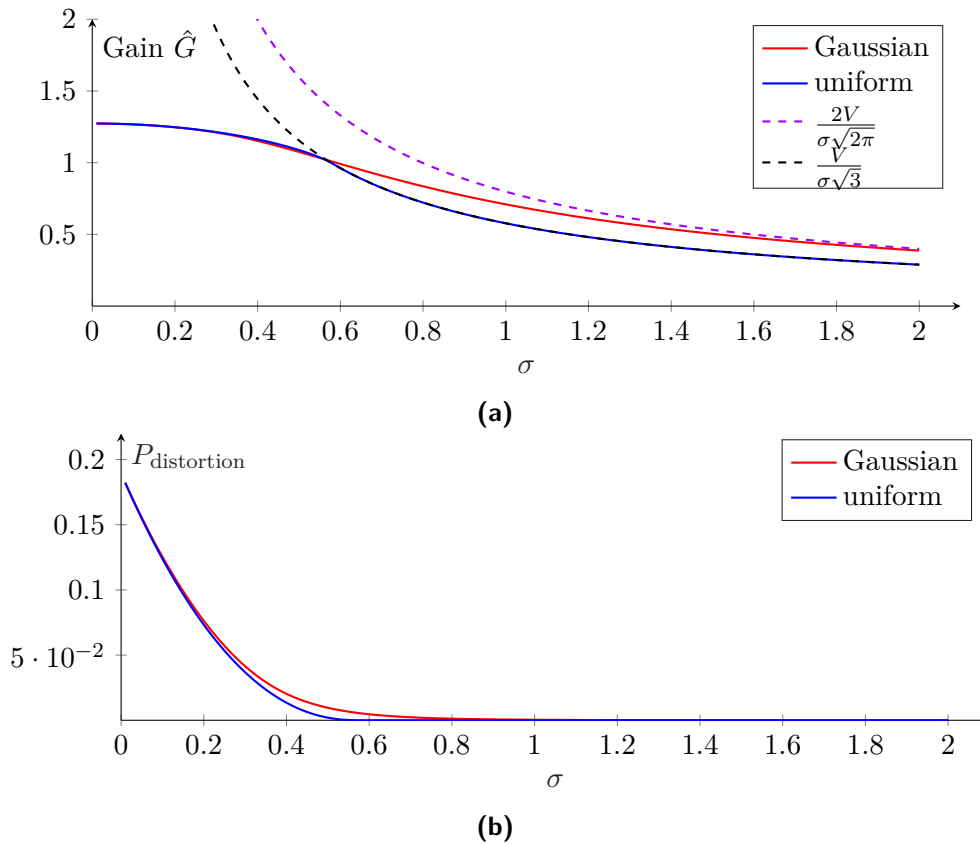 2
Gain Ĝ
1.5
1
0.5
Gaussian
uniform
2V/(σ√2π)
V/(σ√3)
0 0.2 0.4 0.6 0.8 1 1.2 1.4 1.6 1.8 2
σ
(a)
P_distortion
0.2
0.15
0.1
5 · 10^−2
Gaussian
uniform
0 0.2 0.4 0.6 0.8 1 1.2 1.4 1.6 1.8 2
σ
(b)